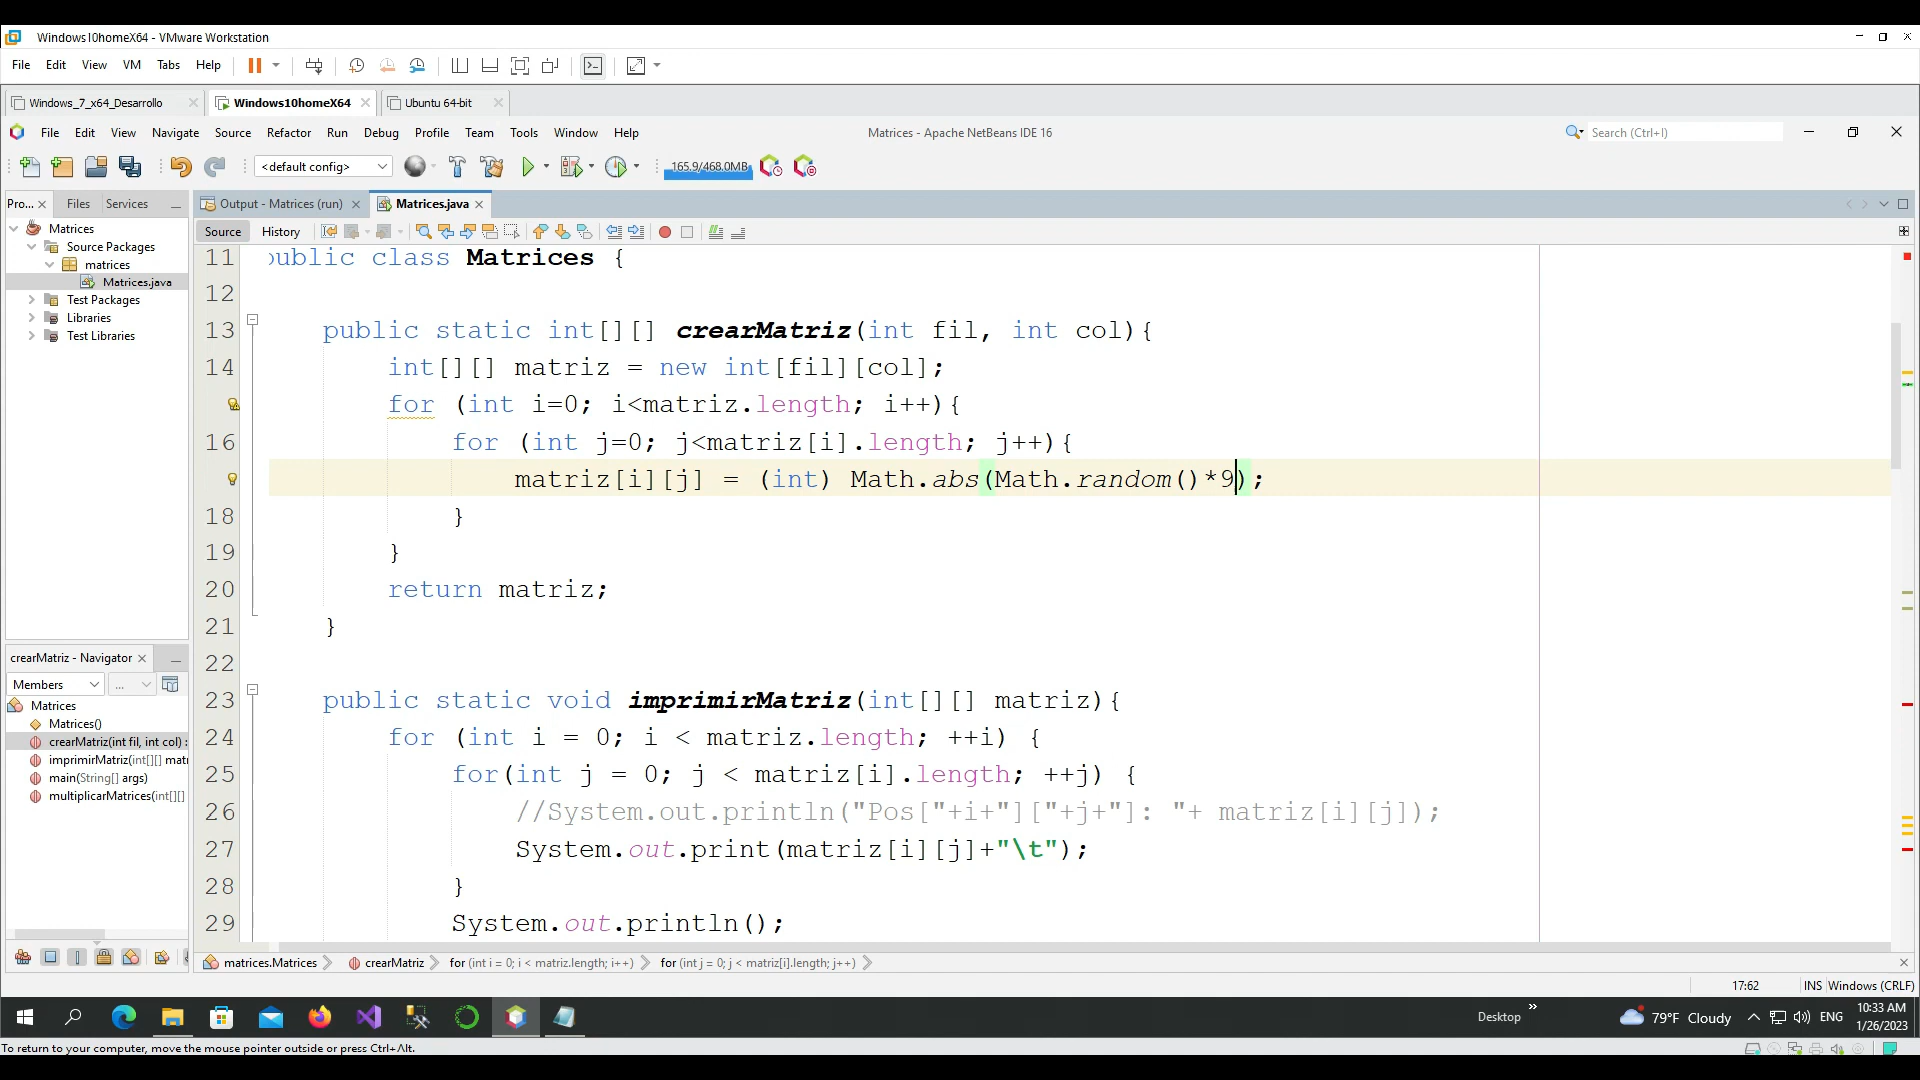 Windows10homeX64 - VMware Workstation
File Edit View VM Tabs Help
Windows_7_x64_Desarrollo Windows10homeX64 Ubuntu 64-bit
File Edit View Navigate Source Refactor Run Debug Profile Team Tools Window Help Matrices - Apache NetBeans IDE 16 Search (Ctrl+I)
<default config> 165.9/468.0MB
Pro... Files Services Output - Matrices (run) Matrices.java
Source History
Matrices
Source Packages
matrices
Matrices.java
Test Packages
Libraries
Test Libraries
11 public class Matrices {
12
13 public static int[][] crearMatriz(int fil, int col){
14 int[][] matriz = new int[fil][col];
for (int i=0; i<matriz.length; i++){
16 for (int j=0; j<matriz[i].length; j++){
matriz[i][j] = (int) Math.abs(Math.random()*9);
18 }
19 }
20 return matriz;
21 }
22
23 public static void imprimirMatriz(int[][] matriz){
24 for (int i = 0; i < matriz.length; ++i) {
25 for(int j = 0; j < matriz[i].length; ++j) {
26 //System.out.println("Pos["+i+"]["+j+"]: "+ matriz[i][j]);
27 System.out.print(matriz[i][j]+"\t");
28 }
29 System.out.println();
crearMatriz - Navigator
Members ...
Matrices
Matrices()
crearMatriz(int fil, int col) :
imprimirMatriz(int[][] matr
main(String[] args)
multiplicarMatrices(int[][]
matrices.Matrices crearMatriz for (int i = 0; i < matriz.length; i++) for (int j = 0; j < matriz[i].length; j++)
17:62 INS Windows (CRLF)
Desktop 79°F Cloudy ENG 10:33 AM
1/26/2023
To return to your computer, move the mouse pointer outside or press Ctrl+Alt.